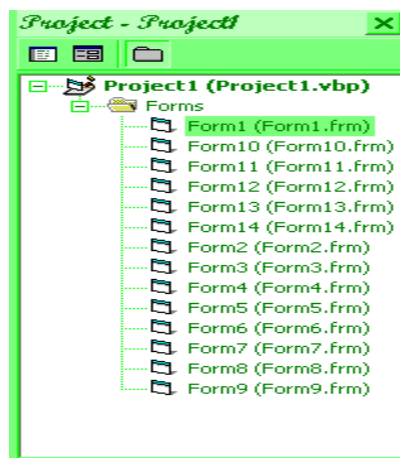 Project - Project1
Project1 (Project1.vbp)
Forms
Form1 (Form1.frm)
Form10 (Form10.frm)
Form11 (Form11.frm)
Form12 (Form12.frm)
Form13 (Form13.frm)
Form14 (Form14.frm)
Form2 (Form2.frm)
Form3 (Form3.frm)
Form4 (Form4.frm)
Form5 (Form5.frm)
Form6 (Form6.frm)
Form7 (Form7.frm)
Form8 (Form8.frm)
Form9 (Form9.frm)